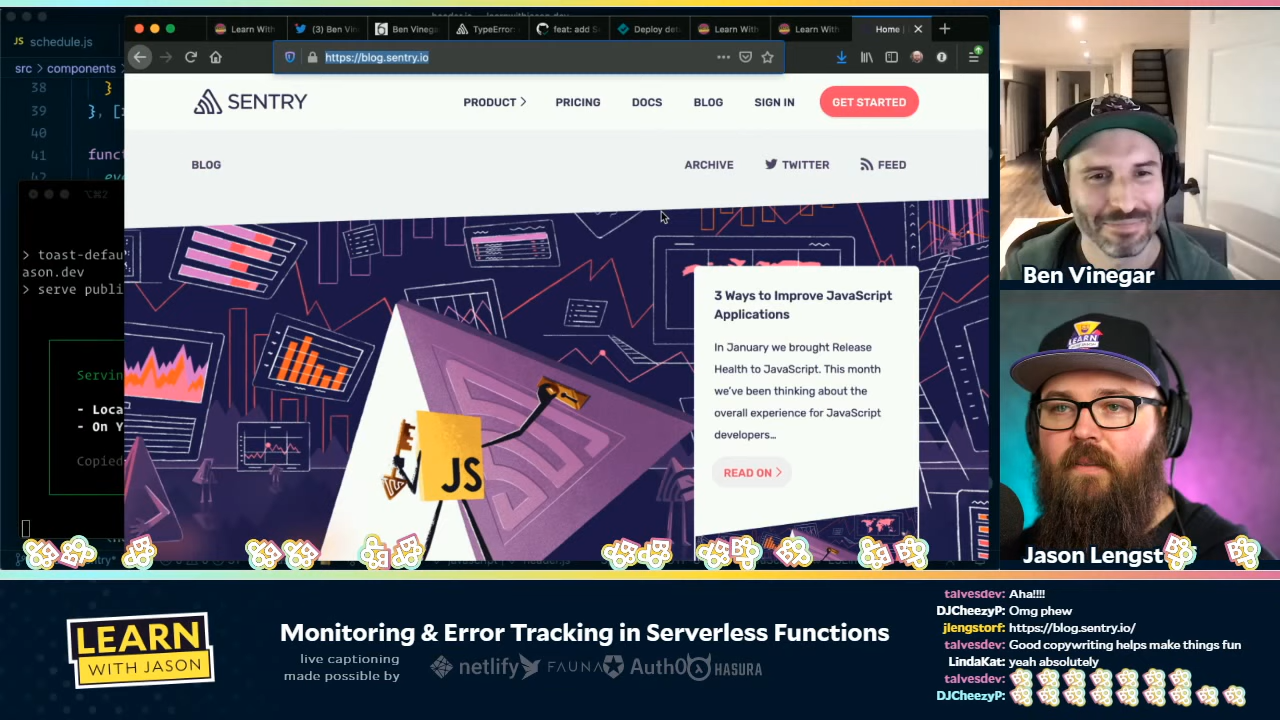 schedule.js
src > components
38
39
40
41
}
}, [
func
Learn With
(3) Ben Vin
Ben Vinega
TypeError:
feat: add S
Deploy det
Learn With
Learn With
Home
https://blog.sentry.io
SENTRY
PRODUCT >
PRICING
DOCS
BLOG
SIGN IN
GET STARTED
BLOG
ARCHIVE
TWITTER
FEED
> toast-defau
ason.dev
> serve publi
Servin
- Loca
- On Y
Copied
JS
3 Ways to Improve JavaScript
Applications
In January we brought Release
Health to JavaScript. This month
we've been thinking about the
overall experience for JavaScript
developers...
READ ON >
Ben Vinegar
LEARN
Jason Lengst
LEARN
WITH JASON
Monitoring & Error Tracking in Serverless Functions
live captioning
made possible by
netlify
FAUNA
Auth0
HASURA
talvesdev: Aha!!!!
DJCheezyP: Omg phew
jlengstorf: https://blog.sentry.io/
talvesdev: Good copywriting helps make things fun
LindaKat: yeah absolutely
talvesdev:
DJCheezyP: